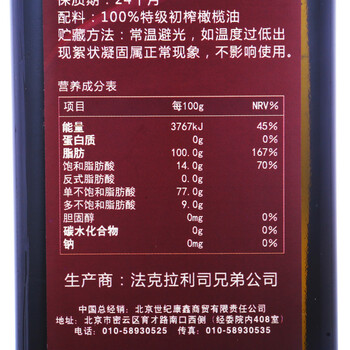 保质期：24个月
配料：100%特级初榨橄榄油
贮藏方法：常温避光，如温度过低出
现絮状凝固属正常现象，不影响使用。
营养成分表
项目 每100g NRV%
能量 3767kJ 45%
蛋白质 0g 0%
脂肪 100.0g 167%
饱和脂肪酸 14.0g 70%
反式脂肪酸 0.0g
单不饱和脂肪酸 77.0g
多不饱和脂肪酸 9.0g
胆固醇 0mg 0%
碳水化合物 0g 0%
钠 0mg 0%
生产商：法克拉利司兄弟公司
中国总经销：北京世纪康鑫商贸有限责任公司
地址：北京市密云区育才路南口西侧（经委院内408室）
电话：010-58930525 传真：010-58930535